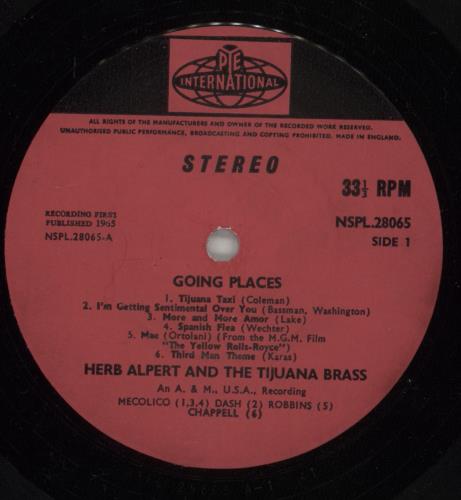 PYE
INTERNATIONAL
ALL RIGHTS OF THE MANUFACTURERS AND OWNER OF THE RECORDED WORK RESERVED.
UNAUTHORISED PUBLIC PERFORMANCE, BROADCASTING AND COPYING PROHIBITED. MADE IN ENGLAND.
STEREO
33⅓ RPM
RECORDING FIRST
PUBLISHED 1965
NSPL.28065-A
NSPL.28065
SIDE 1
GOING PLACES
1. Tijuana Taxi (Coleman)
2. I'm Getting Sentimental Over You (Bassman, Washington)
3. More and More Amor (Lake)
4. Spanish Flea (Wechter)
5. Mae (Ortolani) (From the M.G.M. Film
"The Yellow Rolls-Royce")
6. Third Man Theme (Karas)
HERB ALPERT AND THE TIJUANA BRASS
An A. & M., U.S.A., Recording
MECOLICO (1,3,4) DASH (2) ROBBINS (5)
CHAPPELL (6)